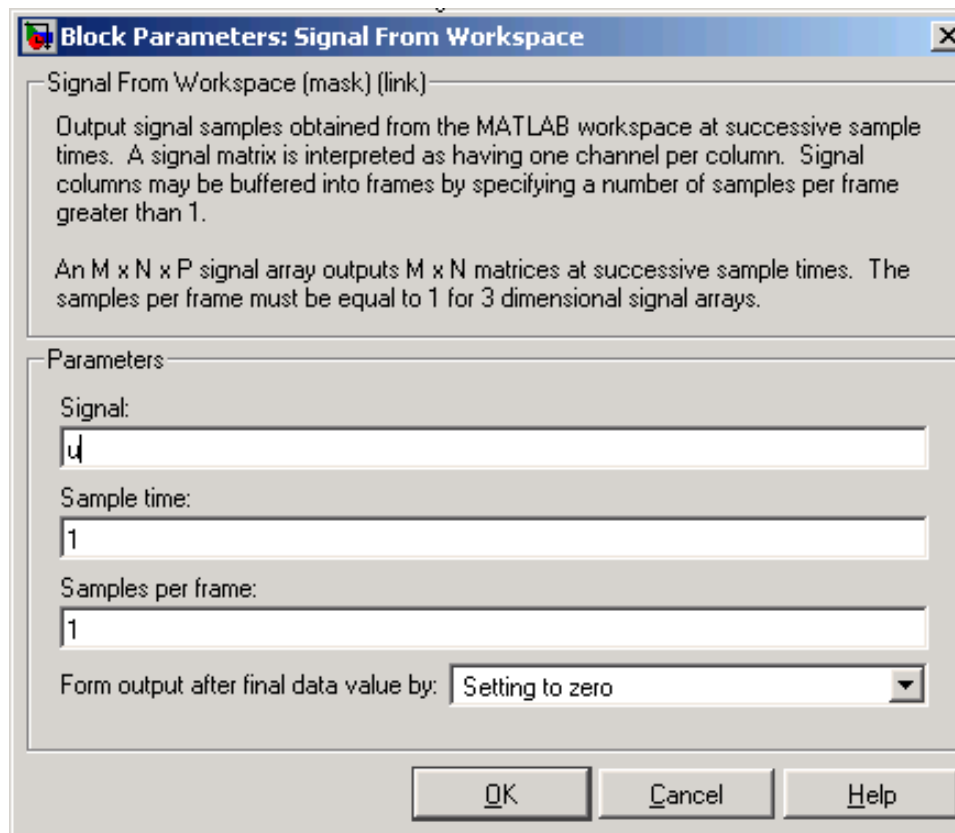 Block Parameters: Signal From Workspace
Signal From Workspace (mask) (link)
Output signal samples obtained from the MATLAB workspace at successive sample
times. A signal matrix is interpreted as having one channel per column. Signal
columns may be buffered into frames by specifying a number of samples per frame
greater than 1.
An M x N x P signal array outputs M x N matrices at successive sample times. The
samples per frame must be equal to 1 for 3 dimensional signal arrays.
Parameters
Signal:
u
Sample time:
1
Samples per frame:
1
Form output after final data value by: Setting to zero
OK Cancel Help